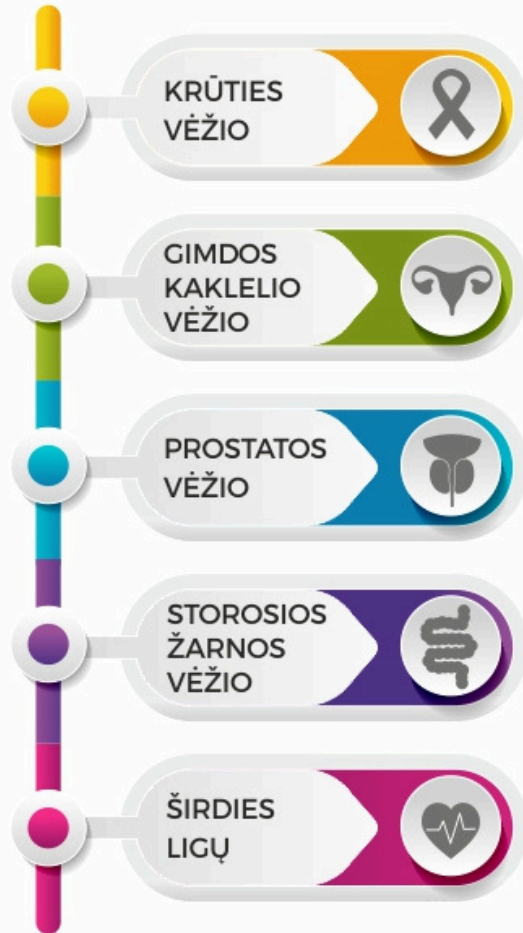 KRŪTIES
VĖŽIO
GIMDOS
KAKLELIO
VĖŽIO
PROSTATOS
VĖŽIO
STOROSIOS
ŽARNOS
VĖŽIO
ŠIRDIES
LIGŲ